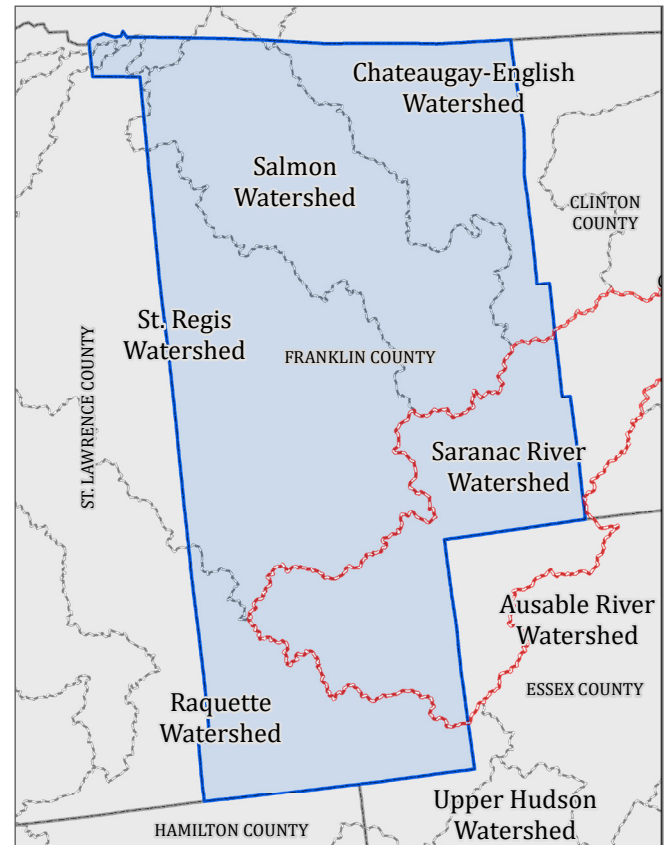 Chateaugay-English
Watershed
Salmon
Watershed
CLINTON
COUNTY
St. Regis
Watershed
FRANKLIN COUNTY
ST. LAWRENCE COUNTY
Saranac River
Watershed
Ausable River
Watershed
ESSEX COUNTY
Raquette
Watershed
Upper Hudson
Watershed
HAMILTON COUNTY